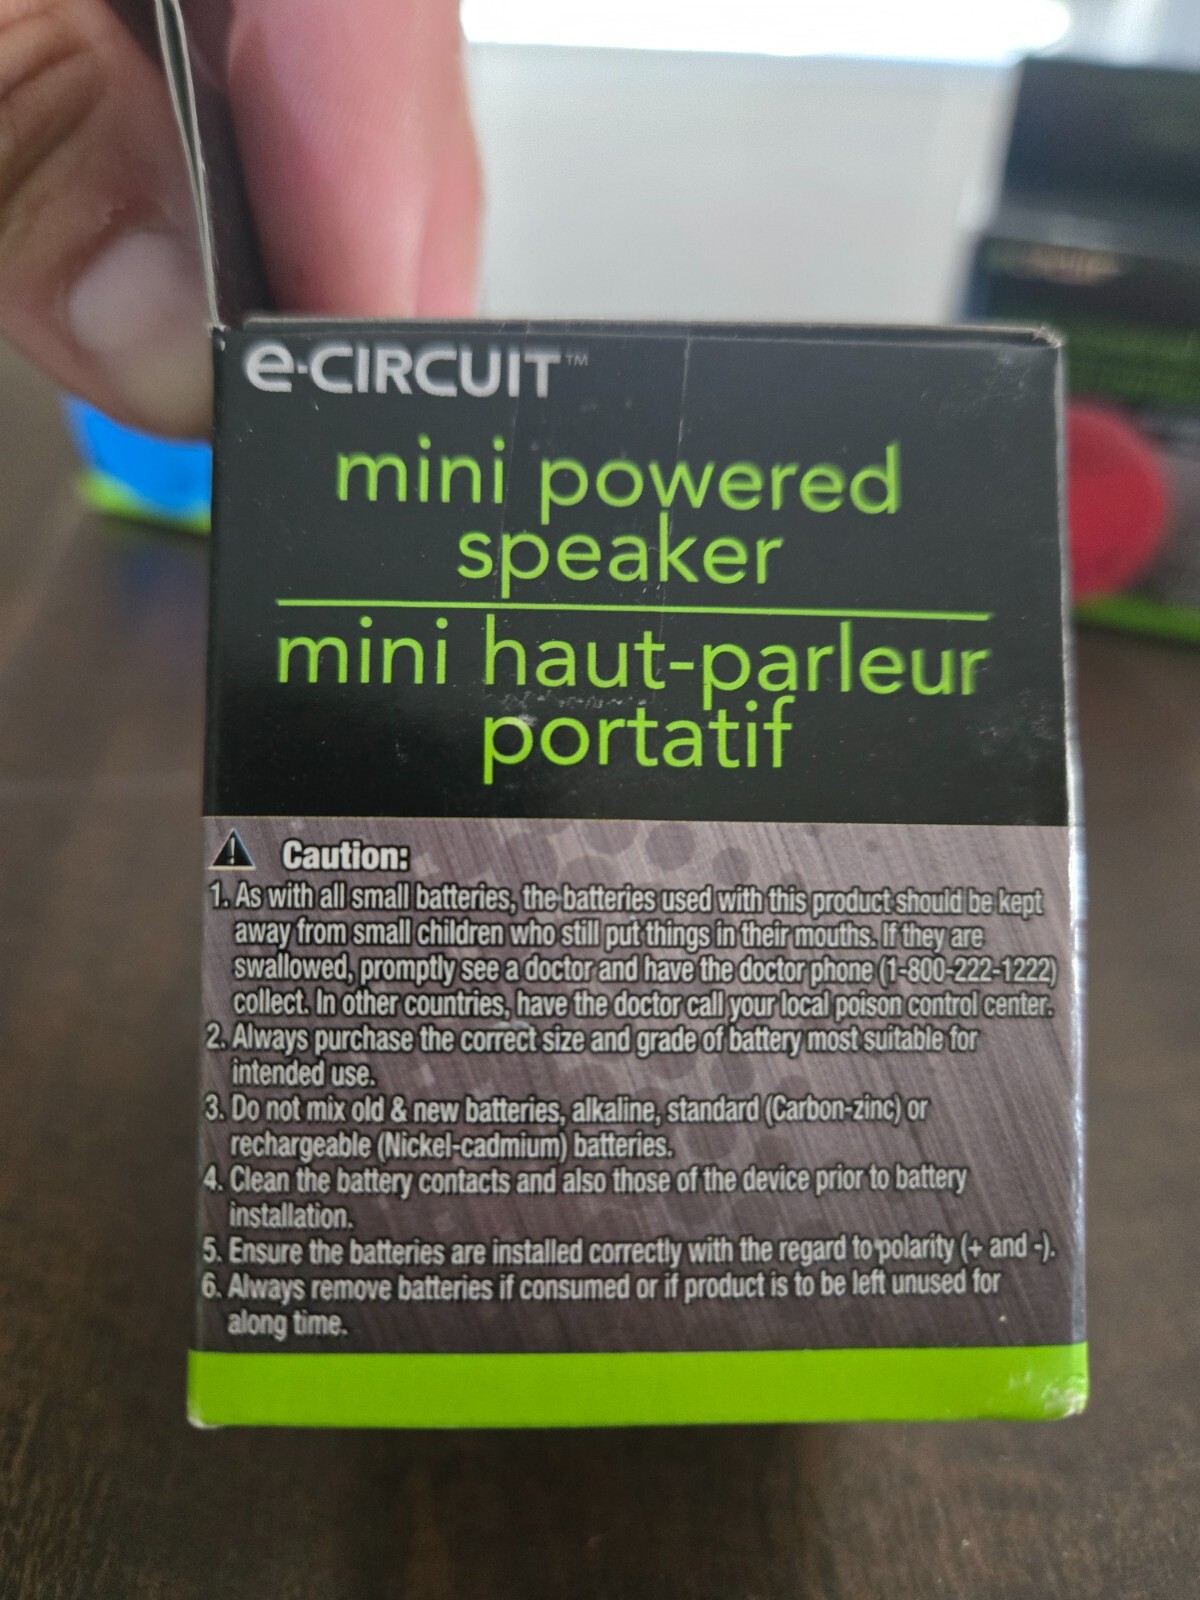 e·CIRCUIT™
mini powered
speaker
mini haut-parleur
portatif
Caution:
1. As with all small batteries, the batteries used with this product should be kept
away from small children who still put things in their mouths. If they are
swallowed, promptly see a doctor and have the doctor phone (1-800-222-1222)
collect. In other countries, have the doctor call your local poison control center.
2. Always purchase the correct size and grade of battery most suitable for
intended use.
3. Do not mix old & new batteries, alkaline, standard (Carbon-zinc) or
rechargeable (Nickel-cadmium) batteries.
4. Clean the battery contacts and also those of the device prior to battery
installation.
5. Ensure the batteries are installed correctly with the regard to polarity (+ and -).
6. Always remove batteries if consumed or if product is to be left unused for
along time.